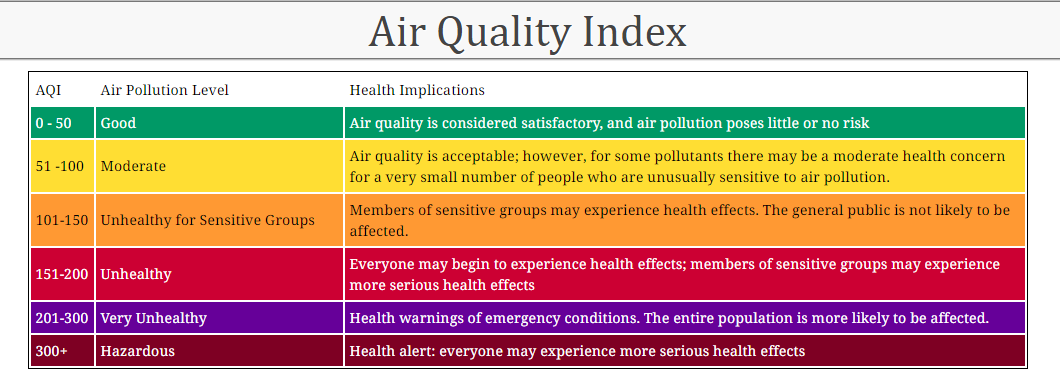 Air Quality Index
AQI Air Pollution Level Health Implications
0 - 50 Good Air quality is considered satisfactory, and air pollution poses little or no risk
51 -100 Moderate Air quality is acceptable; however, for some pollutants there may be a moderate health concern
for a very small number of people who are unusually sensitive to air pollution.
101-150 Unhealthy for Sensitive Groups Members of sensitive groups may experience health effects. The general public is not likely to be
affected.
151-200 Unhealthy Everyone may begin to experience health effects; members of sensitive groups may experience
more serious health effects
201-300 Very Unhealthy Health warnings of emergency conditions. The entire population is more likely to be affected.
300+ Hazardous Health alert: everyone may experience more serious health effects